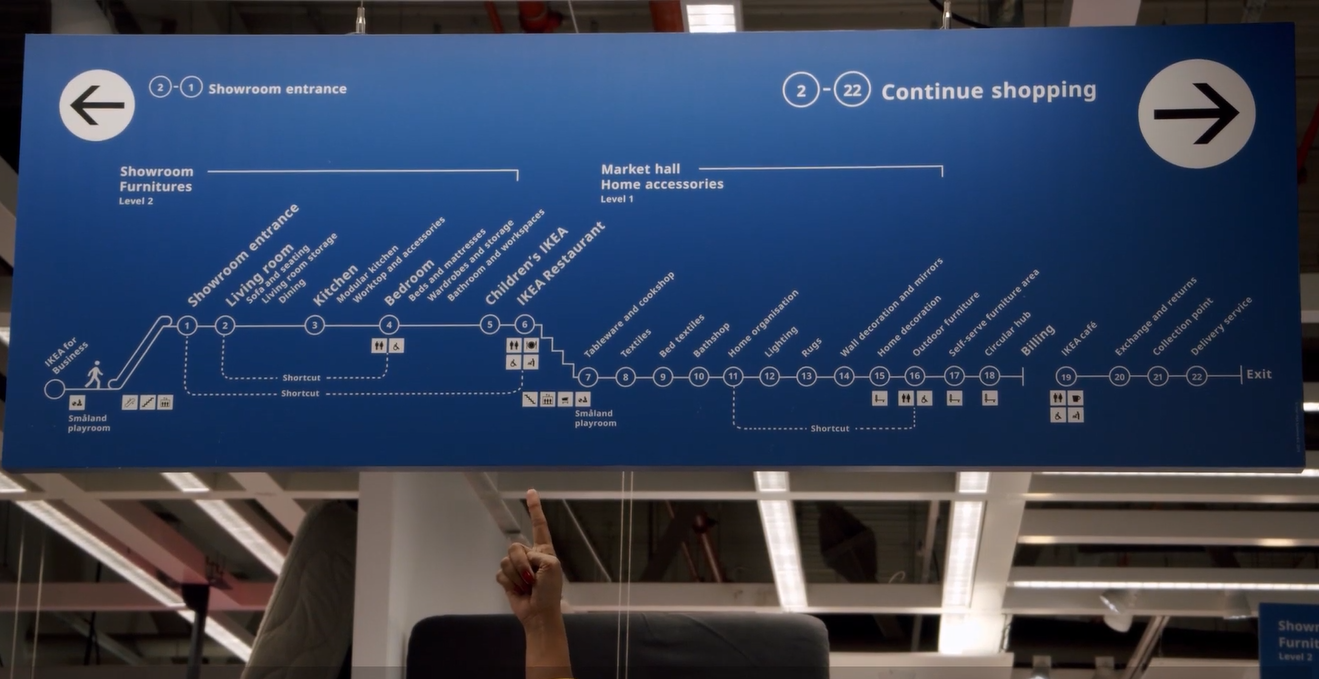 2 - 1 Showroom entrance
2 - 22 Continue shopping
Showroom
Furnitures
Level 2
Market hall
Home accessories
Level 1
IKEA for
Business
Showroom entrance
Living room
Sofa and seating
Living room storage
Dining
Kitchen
Modular kitchen
Worktop and accessories
Bedroom
Beds and mattresses
Wardrobes and storage
Bathroom and workspaces
Children's IKEA
IKEA Restaurant
Tableware and cookshop
Textiles
Bed textiles
Bathshop
Home organisation
Lighting
Rugs
Wall decoration and mirrors
Home decoration
Outdoor furniture
Self-serve furniture area
Circular hub
Billing
IKEA café
Exchange and returns
Collection point
Delivery service
1 2 3 4 5 6
7 8 9 10 11 12 13 14 15 16 17 18 19 20 21 22 Exit
Shortcut
Shortcut
Shortcut
Småland
playroom
Småland
playroom
Level 2